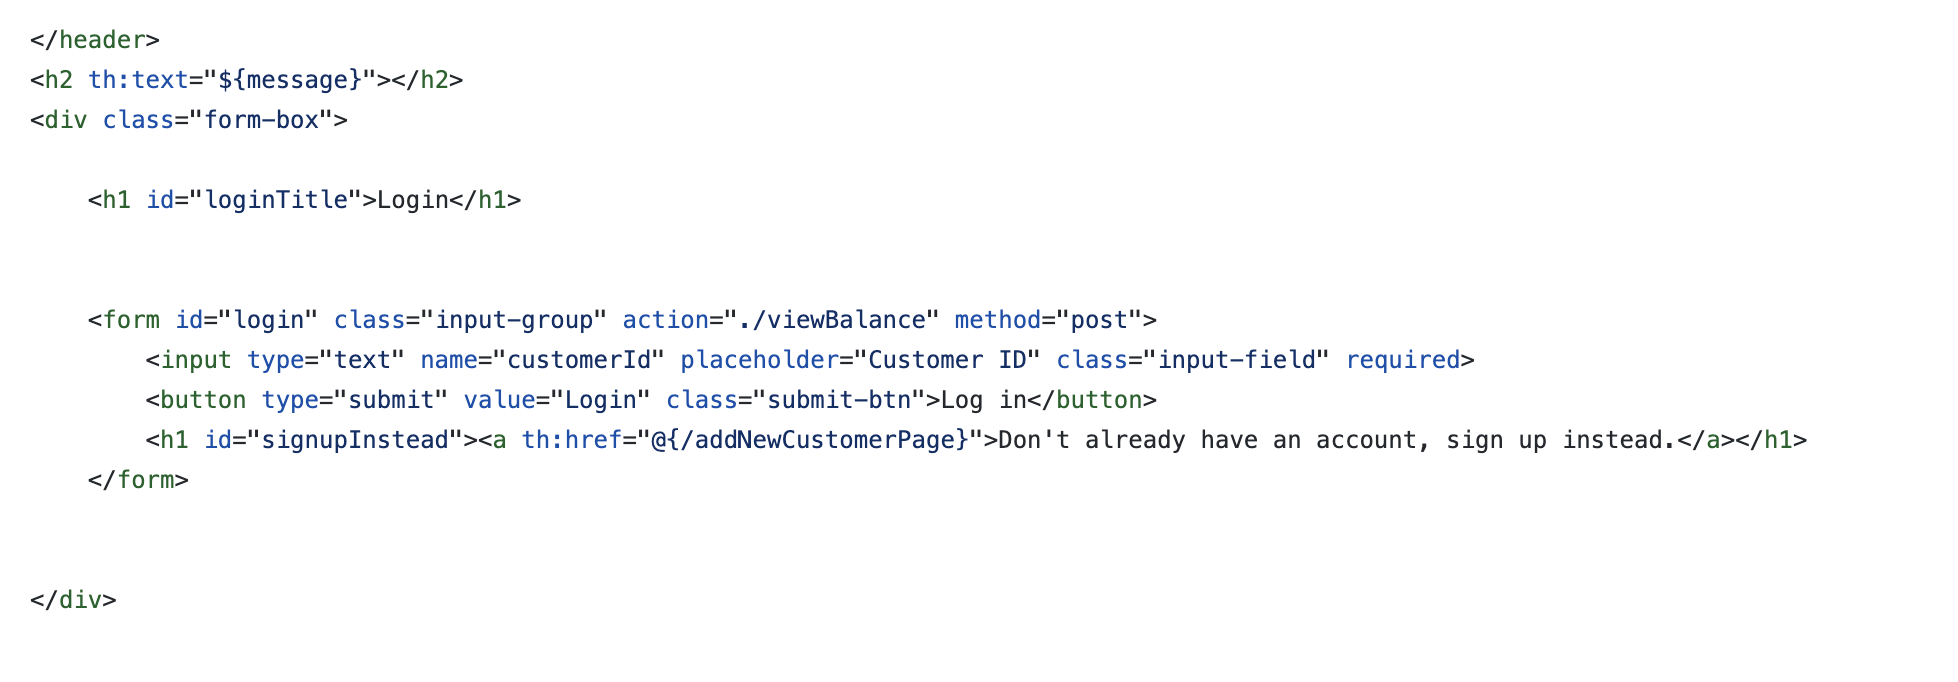 </header>
<h2 th:text="${message}"></h2>
<div class="form-box">
<h1 id="loginTitle">Login</h1>
<form id="login" class="input-group" action="./viewBalance" method="post">
<input type="text" name="customerId" placeholder="Customer ID" class="input-field" required>
<button type="submit" value="Login" class="submit-btn">Log in</button>
<h1 id="signupInstead"><a th:href="@{/addNewCustomerPage}">Don't already have an account, sign up instead.</a></h1>
</form>
</div>